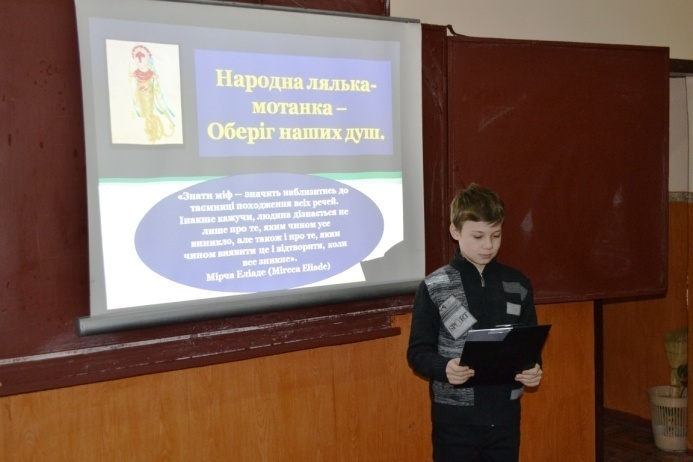 Народна лялька-
мотанка –
Оберіг наших душ.
«Знати міф — значить наблизитись до
таємниці походження всіх речей.
Інакше кажучи, людина дізнається не
лише про те, яким чином усе
виникло, але також і про те, яким
чином виявити це і відтворити, коли
все зникне».
Мірча Еліаде (Mircea Eliade)